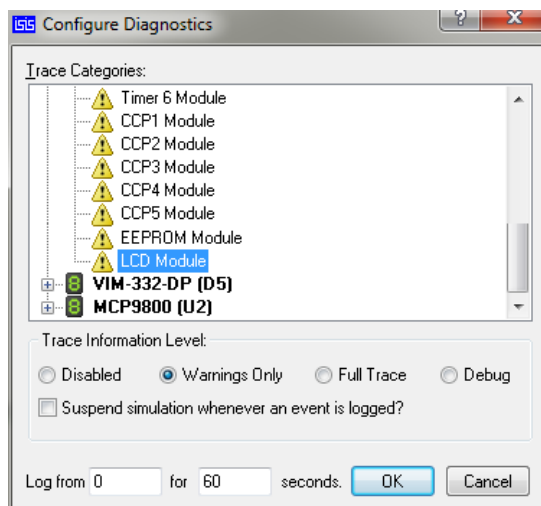 isis Configure Diagnostics
? X
Trace Categories:
Timer 6 Module
CCP1 Module
CCP2 Module
CCP3 Module
CCP4 Module
CCP5 Module
EEPROM Module
LCD Module
VIM-332-DP (D5)
MCP9800 (U2)
Trace Information Level:
Disabled Warnings Only Full Trace Debug
Suspend simulation whenever an event is logged?
Log from 0 for 60 seconds. OK Cancel